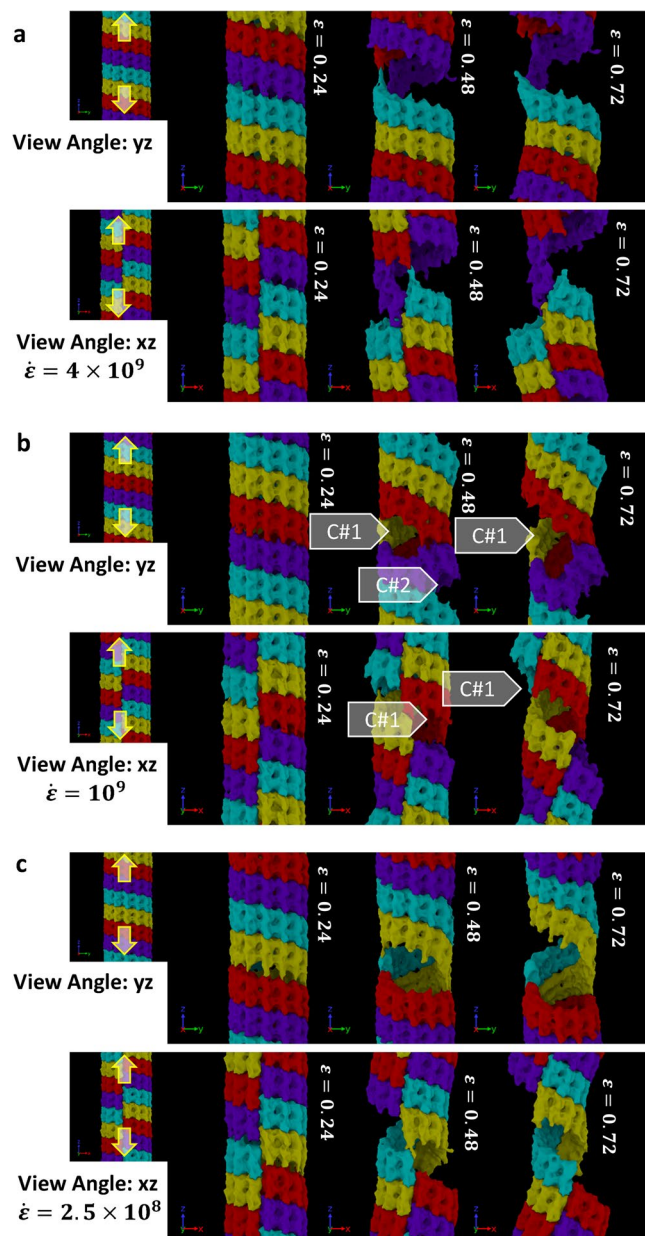 a
ε = 0.24
ε = 0.48
ε = 0.72
View Angle: yz
z
y
x
ε = 0.24
ε = 0.48
ε = 0.72
View Angle: xz
ε̇ = 4 × 10⁹
z
y
x
b
ε = 0.24
ε = 0.48
ε = 0.72
C#1
C#1
View Angle: yz
C#2
z
y
x
ε = 0.24
ε = 0.48
ε = 0.72
C#1
C#1
View Angle: xz
ε̇ = 10⁹
z
y
x
c
ε = 0.24
ε = 0.48
ε = 0.72
View Angle: yz
z
y
x
ε = 0.24
ε = 0.48
ε = 0.72
View Angle: xz
ε̇ = 2.5 × 10⁸
z
y
x